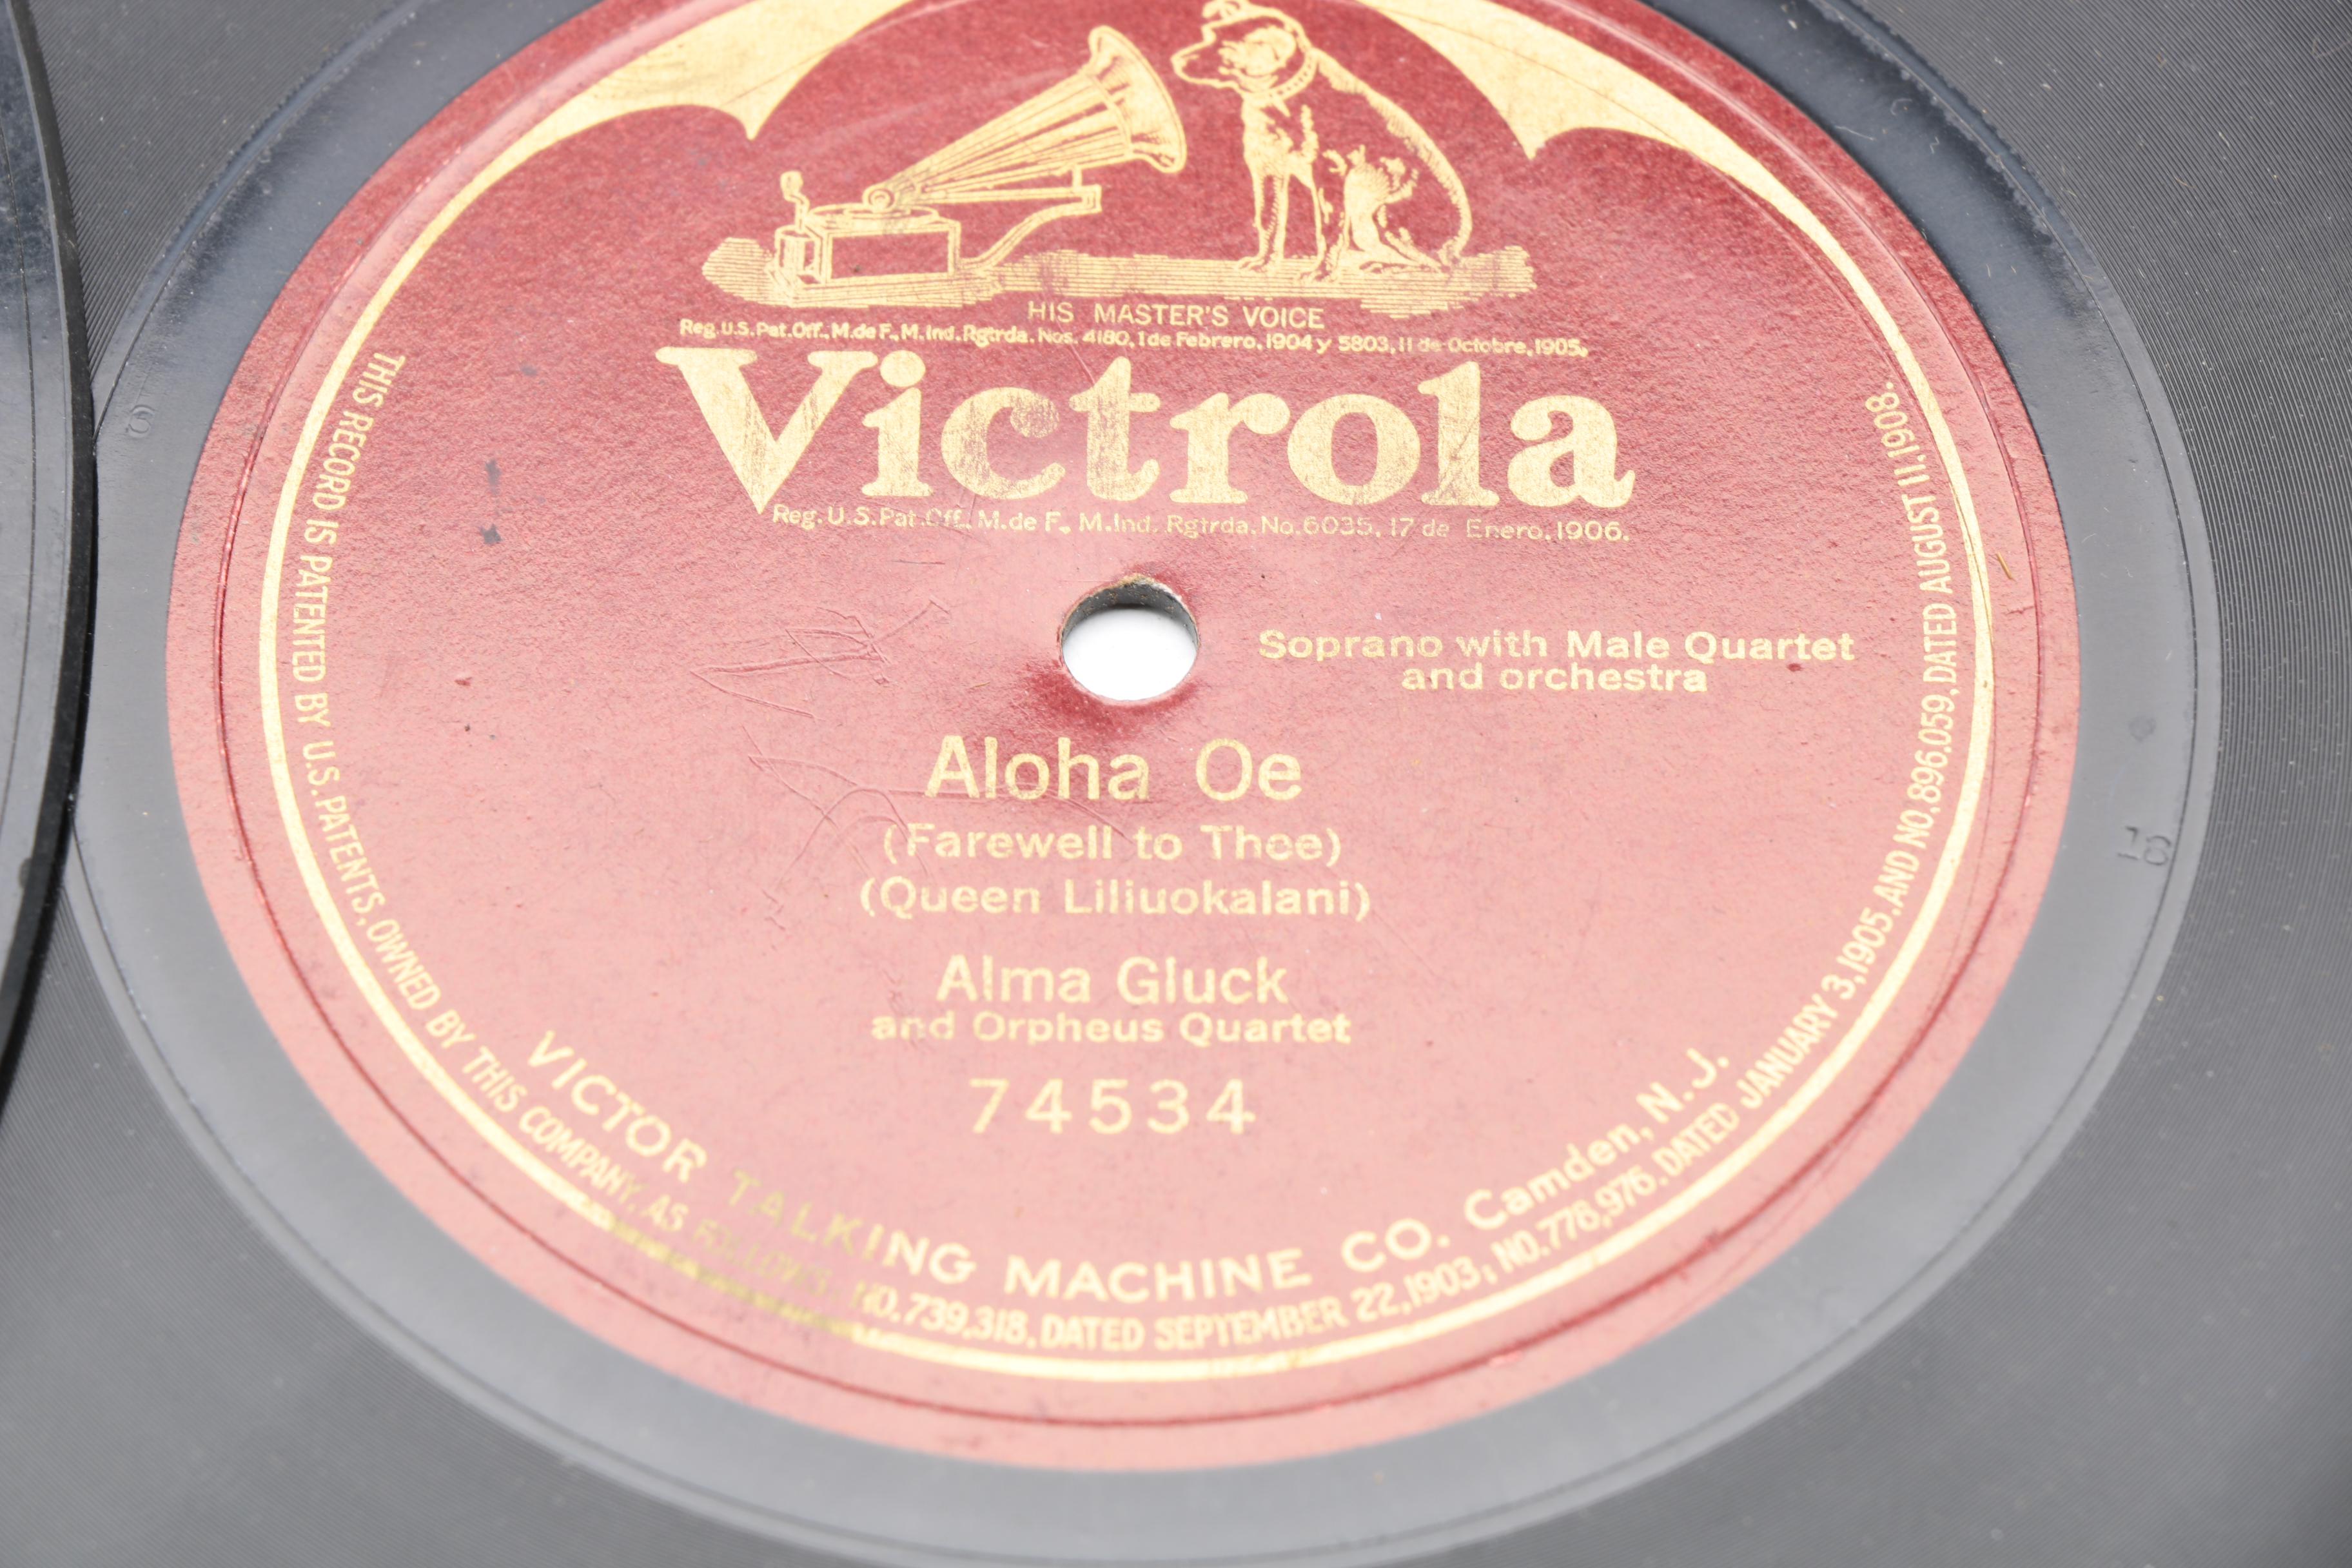 HIS MASTER'S VOICE
Reg.U.S.Pat.Off., M.de F., M.Ind.Rgtrda. Nos. 4180, 1 de Febrero, 1904 y 5803, 11 de Octobre, 1905.
Victrola
Reg. U.S.Pat.Off., M.de F., M.Ind. Rgtrda. No.6035, 17 de Enero. 1906.
Soprano with Male Quartet
and orchestra
Aloha Oe
(Farewell to Thee)
(Queen Liliuokalani)
Alma Gluck
and Orpheus Quartet
74534
VICTOR TALKING MACHINE CO. Camden, N.J.
THIS RECORD IS PATENTED BY U.S. PATENTS, OWNED BY THIS COMPANY, AS FOLLOWS, NO.739,318, DATED SEPTEMBER 22,1903; NO.778,976. DATED JANUARY 3,1905. AND NO.896,059, DATED AUGUST 11.1908.
6
18